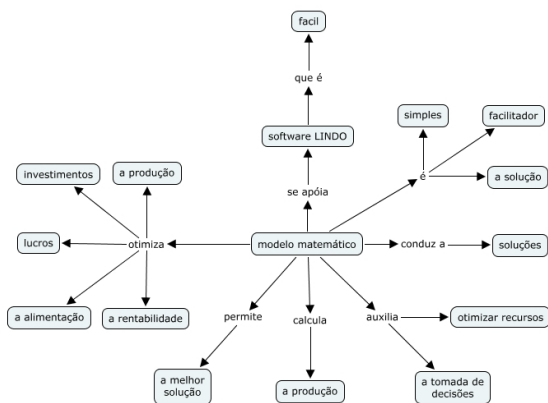 facil
que é
simples
facilitador
software LINDO
é
a solução
investimentos
a produção
se apóia
lucros
otimiza
modelo matemático
conduz a
soluções
a alimentação
a rentabilidade
permite
calcula
auxilia
otimizar recursos
a melhor
solução
a produção
a tomada de
decisões